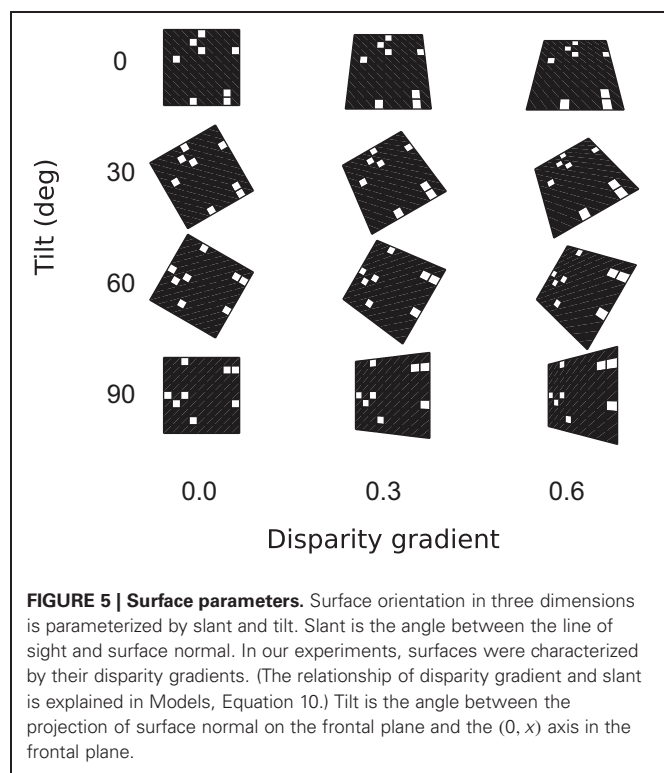 0
30
60
90
Tilt (deg)
0.0 0.3 0.6
Disparity gradient
FIGURE 5 | Surface parameters. Surface orientation in three dimensions
is parameterized by slant and tilt. Slant is the angle between the line of
sight and surface normal. In our experiments, surfaces were characterized
by their disparity gradients. (The relationship of disparity gradient and slant
is explained in Models, Equation 10.) Tilt is the angle between the
projection of surface normal on the frontal plane and the (0, x) axis in the
frontal plane.